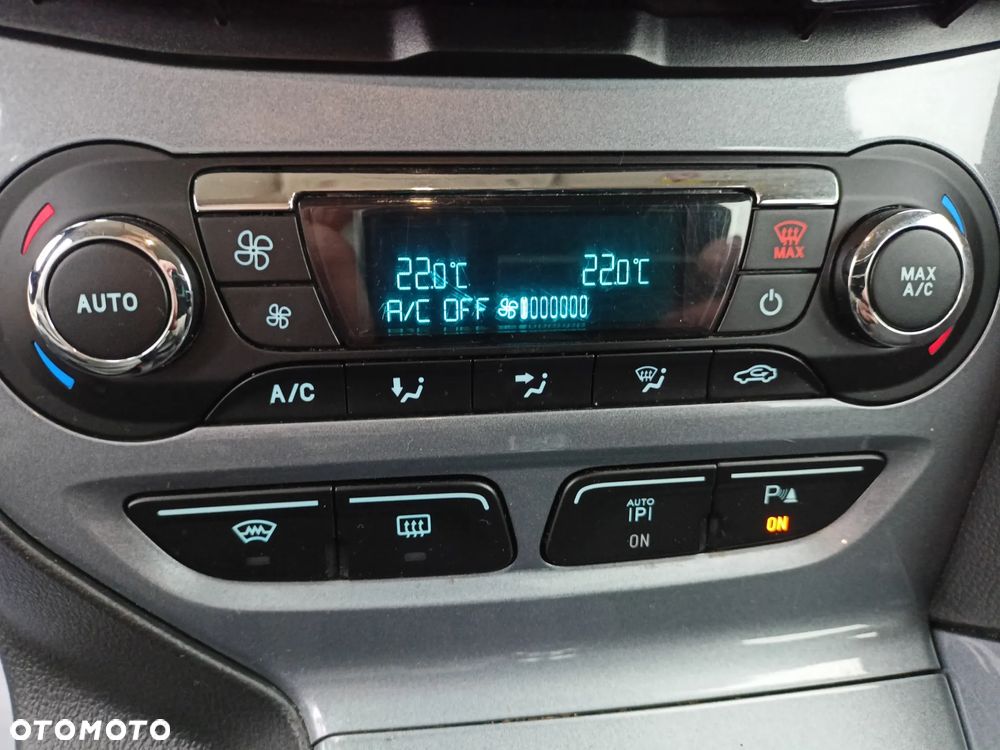 MAX
22.0°C 22.0°C
AUTO
MAX
A/C
A/C OFF
A/C
AUTO
P
ON
P
ON
OTOMOTO